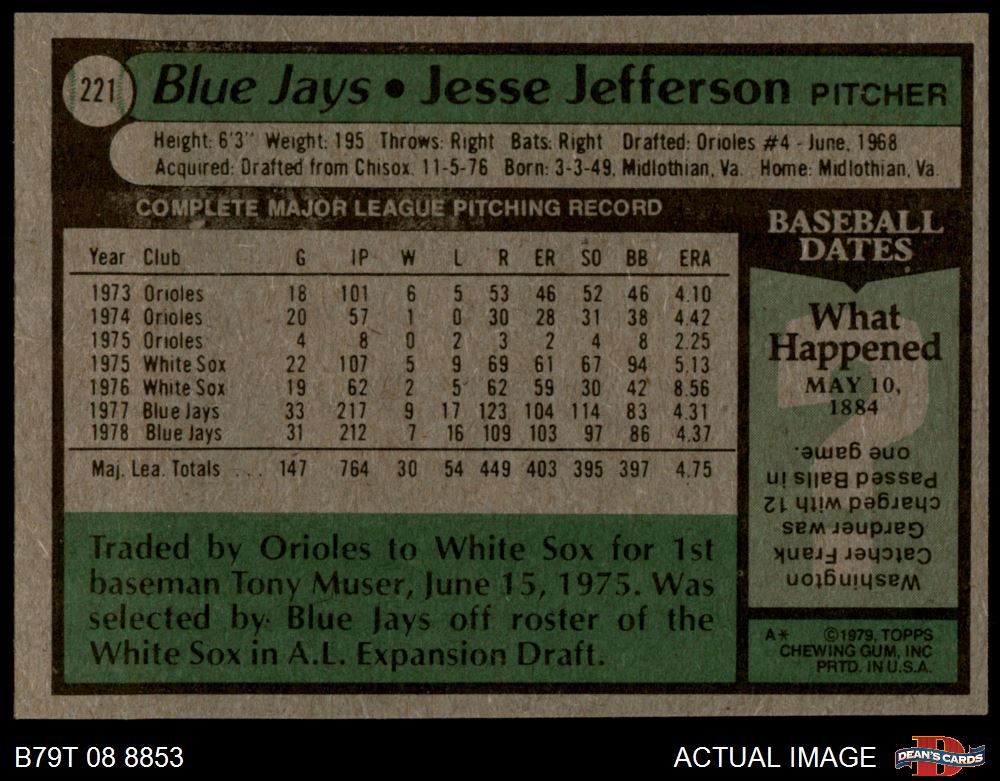 221 Blue Jays • Jesse Jefferson PITCHER
Height: 6'3" Weight: 195 Throws: Right Bats: Right Drafted: Orioles #4 - June, 1968
Acquired: Drafted from Chisox. 11-5-76 Born: 3-3-49, Midlothian, Va. Home: Midlothian, Va.
COMPLETE MAJOR LEAGUE PITCHING RECORD
Year Club G IP W L R ER SO BB ERA
1973 Orioles 18 101 6 5 53 46 52 46 4.10
1974 Orioles 20 57 1 0 30 28 31 38 4.42
1975 Orioles 4 8 0 2 3 2 4 8 2.25
1975 White Sox 22 107 5 9 69 61 67 94 5.13
1976 White Sox 19 62 2 5 62 59 30 42 8.56
1977 Blue Jays 33 217 9 17 123 104 114 83 4.31
1978 Blue Jays 31 212 7 16 109 103 97 86 4.37
Maj. Lea. Totals ... 147 764 30 54 449 403 395 397 4.75
Traded by Orioles to White Sox for 1st
baseman Tony Muser, June 15, 1975. Was
selected by Blue Jays off roster of the
White Sox in A.L. Expansion Draft.
BASEBALL
DATES
What
Happened
MAY 10,
1884
?
Washington
Catcher Frank
Gardner was
charged with 12
Passed Balls in
one game.
A* ©1979, TOPPS
CHEWING GUM, INC
PRTD. IN U.S.A.
B79T 08 8853
ACTUAL IMAGE
D
DEAN'S CARDS